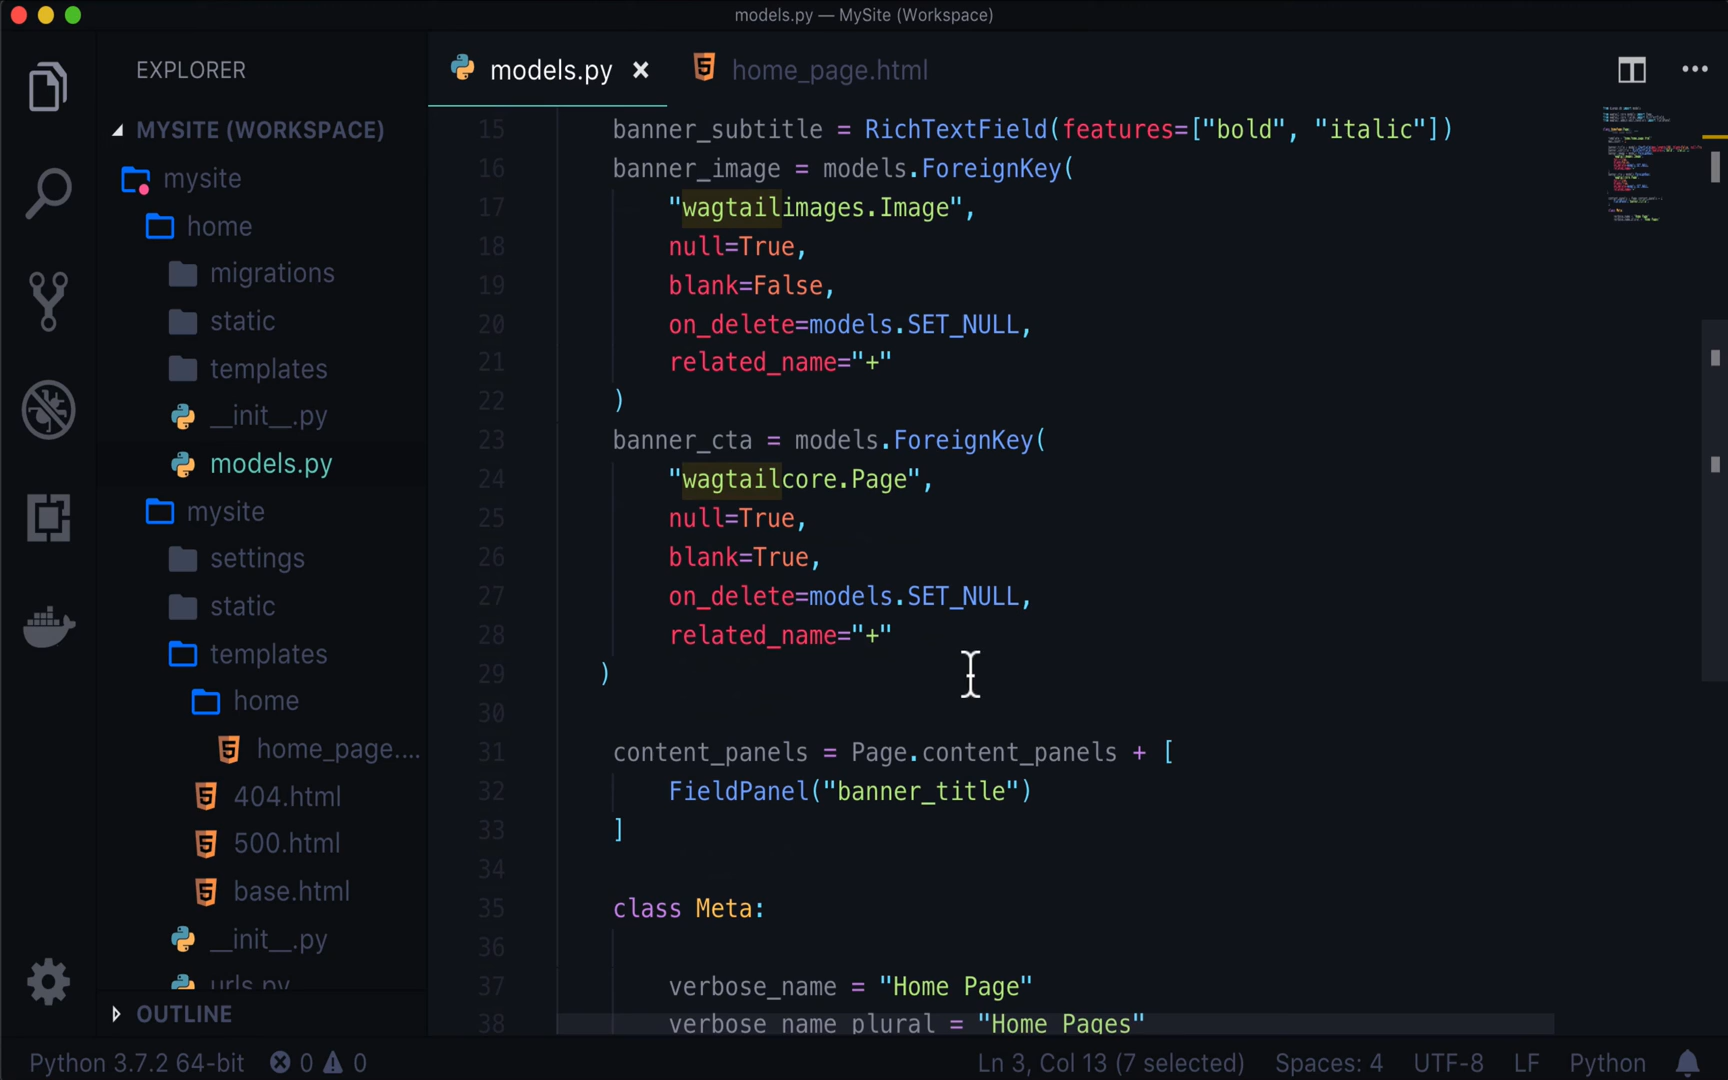 models.py — MySite (Workspace)
EXPLORER
MYSITE (WORKSPACE)
mysite
home
migrations
static
templates
__init__.py
models.py
mysite
settings
static
templates
home
home_page....
404.html
500.html
base.html
__init__.py
urls.py
OUTLINE
models.py
home_page.html
15 banner_subtitle = RichTextField(features=["bold", "italic"])
16 banner_image = models.ForeignKey(
17 "wagtailimages.Image",
18 null=True,
19 blank=False,
20 on_delete=models.SET_NULL,
21 related_name="+"
22 )
23 banner_cta = models.ForeignKey(
24 "wagtailcore.Page",
25 null=True,
26 blank=True,
27 on_delete=models.SET_NULL,
28 related_name="+"
29 )
30
31 content_panels = Page.content_panels + [
32 FieldPanel("banner_title")
33 ]
34
35 class Meta:
36
37 verbose_name = "Home Page"
38 verbose_name_plural = "Home Pages"
Python 3.7.2 64-bit 0 0 Ln 3, Col 13 (7 selected) Spaces: 4 UTF-8 LF Python